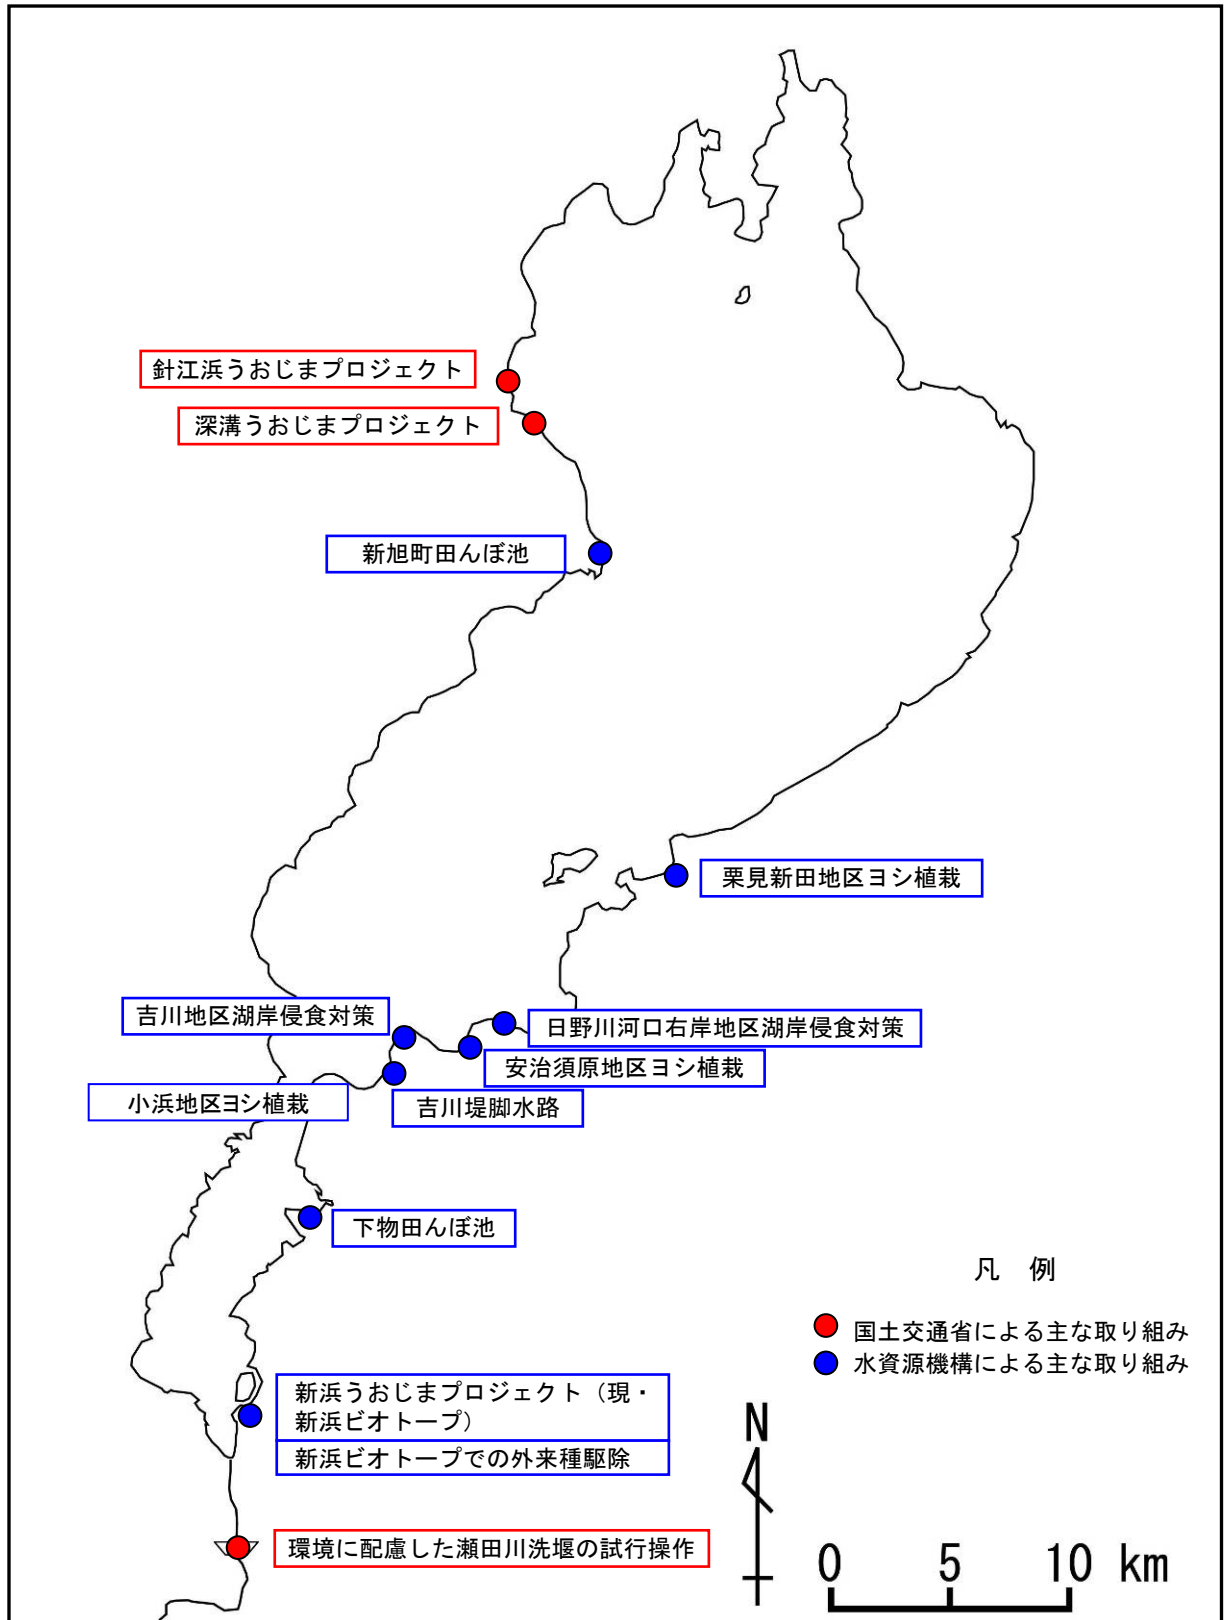 針江浜うおじまプロジェクト
深溝うおじまプロジェクト
新旭町田んぼ池
栗見新田地区ヨシ植栽
吉川地区湖岸侵食対策
日野川河口右岸地区湖岸侵食対策
安治須原地区ヨシ植栽
小浜地区ヨシ植栽
吉川堤脚水路
下物田んぼ池
凡 例
国土交通省による主な取り組み
水資源機構による主な取り組み
新浜うおじまプロジェクト（現・
新浜ビオトープ）
新浜ビオトープでの外来種駆除
環境に配慮した瀬田川洗堰の試行操作
N
0 5 10 km